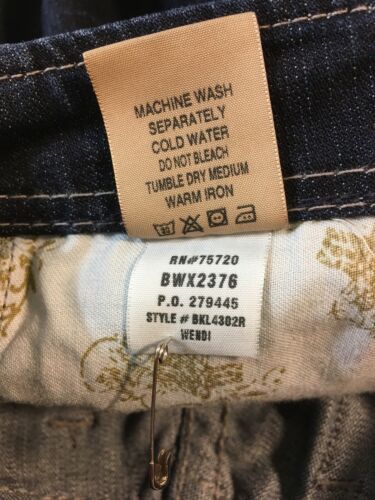 MACHINE WASH
SEPARATELY
COLD WATER
DO NOT BLEACH
TUMBLE DRY MEDIUM
WARM IRON
RN#75720
BWX2376
P.O. 279445
STYLE # BKL4302R
WENDI